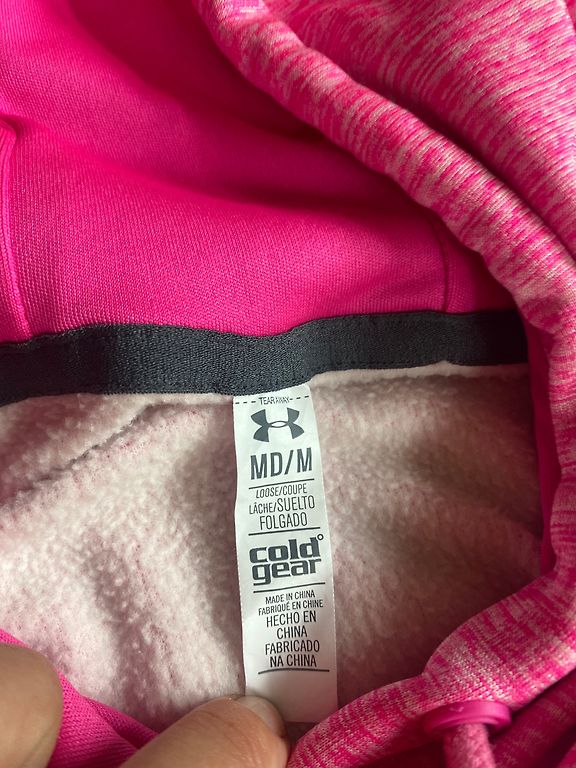 TEAR AWAY
MD/M
LOOSE/COUPE
LÂCHE/SUELTO
FOLGADO
cold
gear
MADE IN CHINA
FABRIQUÉ EN CHINE
HECHO EN
CHINA
FABRICADO
NA CHINA